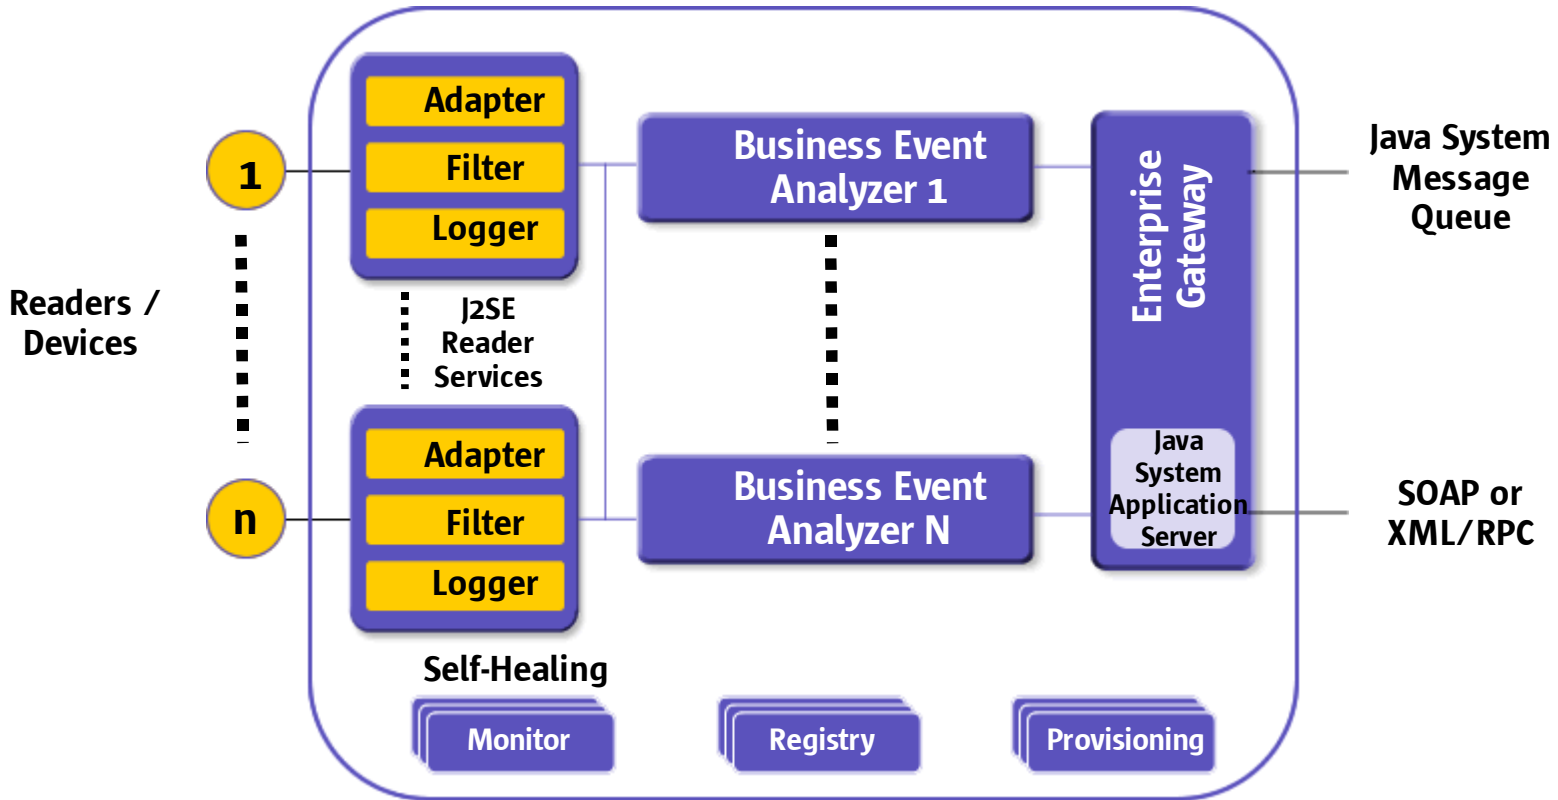 Readers /
Devices
1
n
Adapter
Filter
Logger
J2SE
Reader
Services
Adapter
Filter
Logger
Business Event
Analyzer 1
Business Event
Analyzer N
Enterprise
Gateway
Java
System
Application
Server
Java System
Message
Queue
SOAP or
XML/RPC
Self-Healing
Monitor
Registry
Provisioning